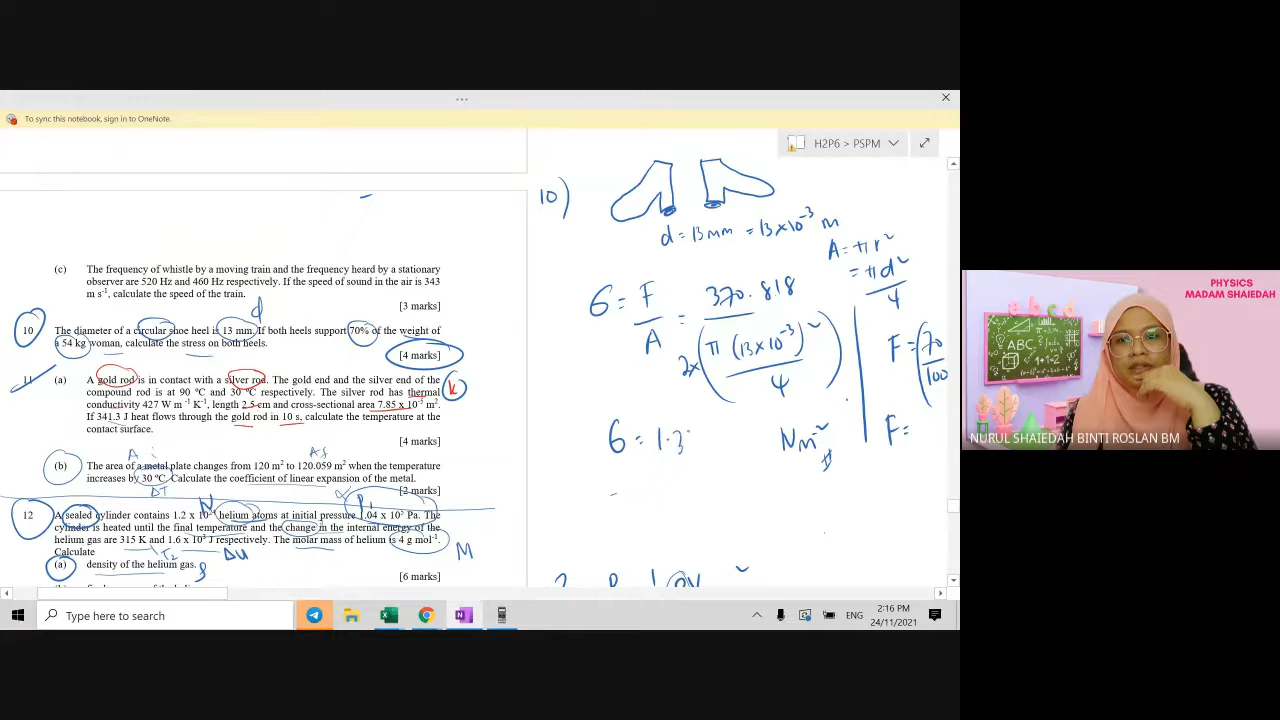 To sync this notebook, sign in to OneNote.
H2P6 > PSPM
(c) The frequency of whistle by a moving train and the frequency heard by a stationary
observer are 520 Hz and 460 Hz respectively. If the speed of sound in the air is 343
m s⁻¹, calculate the speed of the train.
[3 marks]
d
10 The diameter of a circular shoe heel is 13 mm. If both heels support 70% of the weight of
a 54 kg woman, calculate the stress on both heels.
[4 marks]
11 (a) A gold rod is in contact with a silver rod. The gold end and the silver end of the
compound rod is at 90 ºC and 30 ºC respectively. The silver rod has thermal
k
conductivity 427 W m⁻¹ K⁻¹, length 2.5 cm and cross-sectional area 7.85 x 10⁻⁵ m².
If 341.3 J heat flows through the gold rod in 10 s, calculate the temperature at the
contact surface.
[4 marks]
(b) The area of a metal plate changes from 120 m² to 120.059 m² when the temperature
increases by 30 ºC. Calculate the coefficient of linear expansion of the metal.
ΔT
[2 marks]
N
α
P₁
12 A sealed cylinder contains 1.2 x 10 helium atoms at initial pressure 1.04 x 10⁵ Pa. The
cylinder is heated until the final temperature and the change in the internal energy of the
helium gas are 315 K and 1.6 x 10³ J respectively. The molar mass of helium is 4 g mol⁻¹.
Calculate
T₂
ΔU
M
(a) density of the helium gas.
[6 marks]
10)
d = 13 mm = 13 x 10⁻³ m
A = πr²
= πd²/4
σ = F/A = 370.818 / 2x(π(13x10⁻³)²/4)
F = (70/100
σ = 1.3 Nm⁻²
F =
PHYSICS
MADAM SHAIEDAH
ABC
NURUL SHAIEDAH BINTI ROSLAN BM
Type here to search
ENG
2:16 PM
24/11/2021